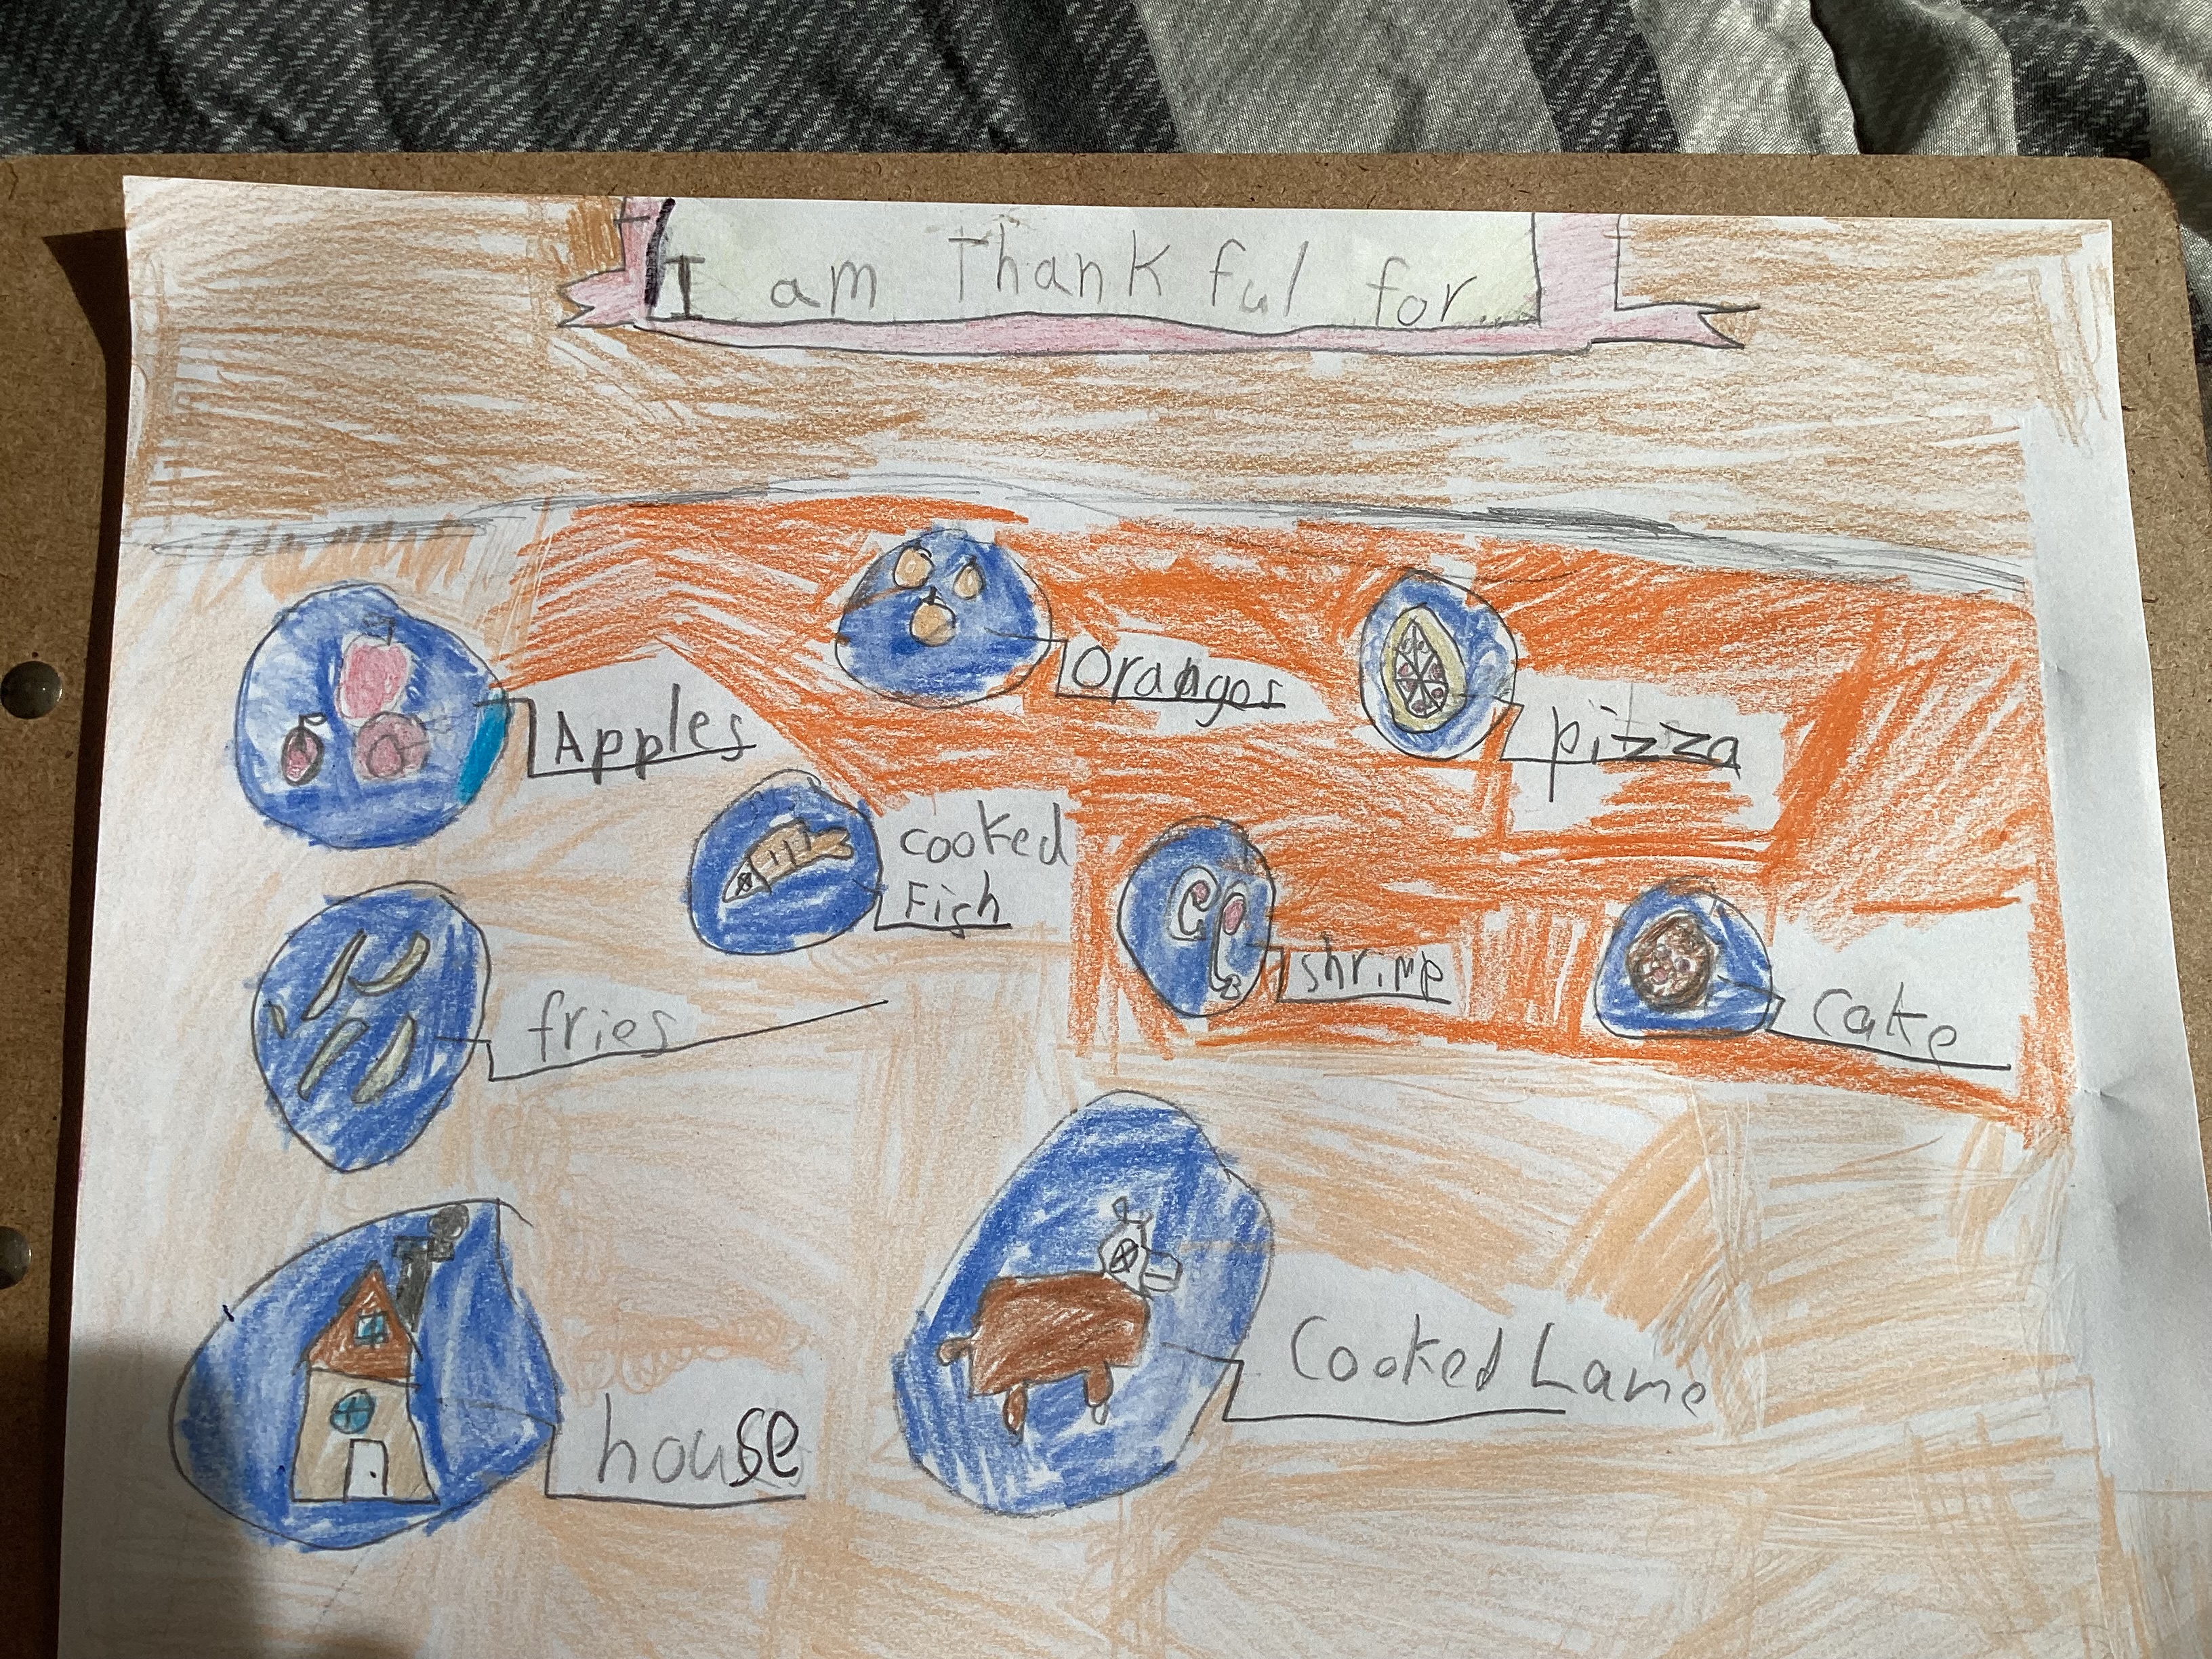 I am Thankful for...
Oranges
Apples
pizza
cooked
Fish
shrimp
cake
fries
Cooked Lame
house